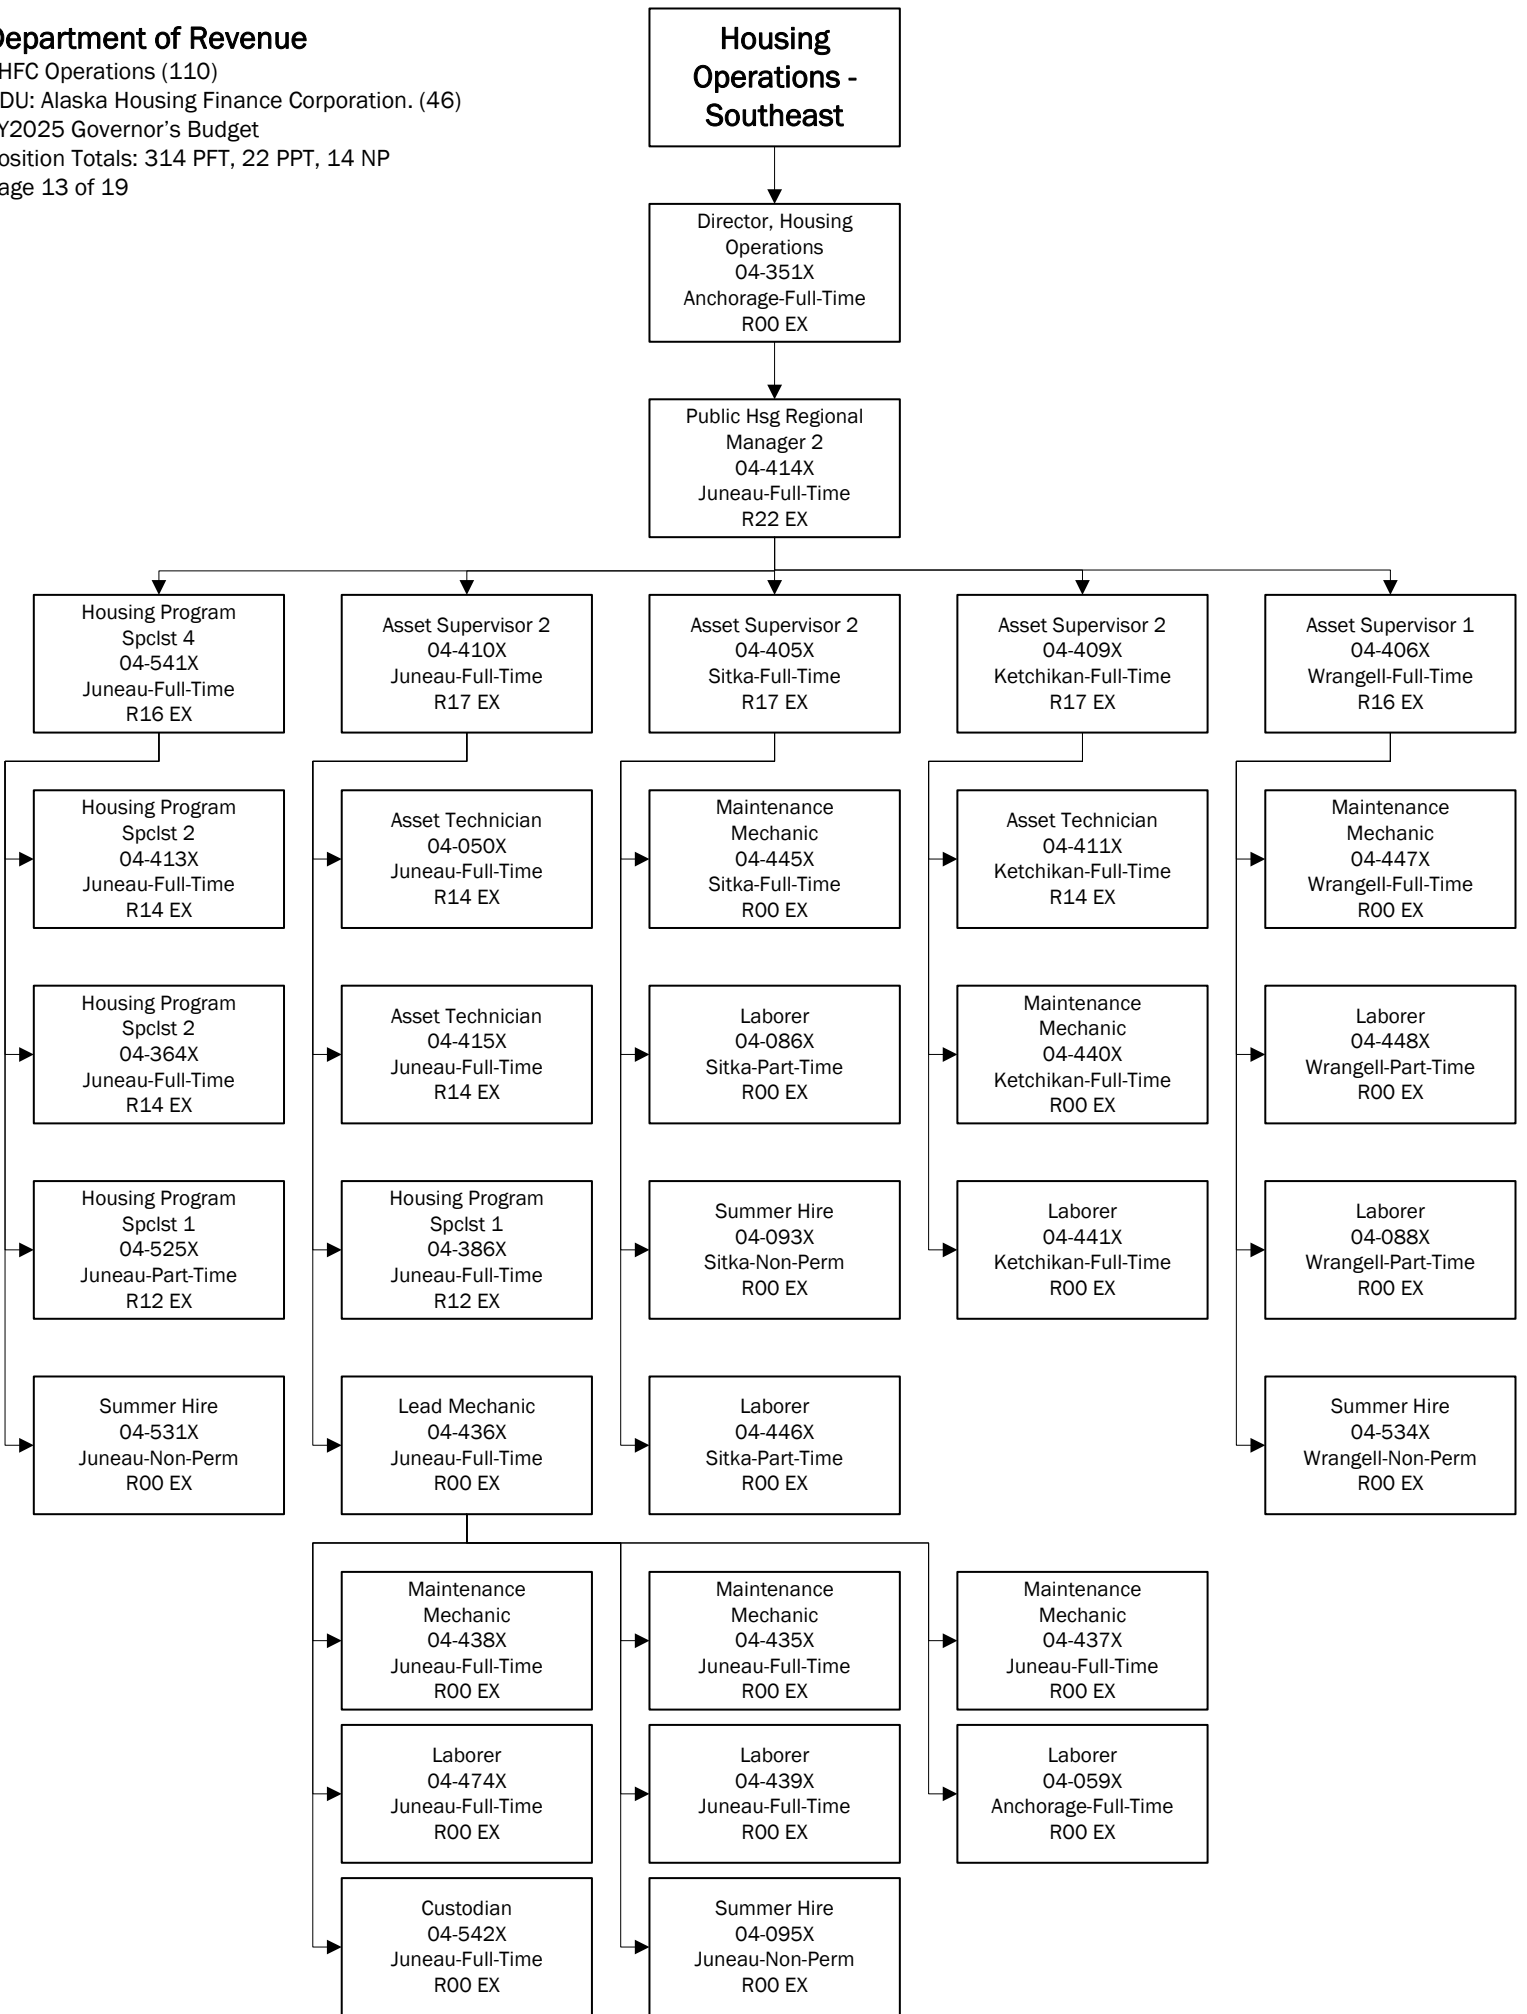 Department of Revenue
HFC Operations (110)
DU: Alaska Housing Finance Corporation. (46)
Y2025 Governor's Budget
osition Totals: 314 PFT, 22 PPT, 14 NP
age 13 of 19
Housing
Operations -
Southeast
Director, Housing
Operations
04-351X
Anchorage-Full-Time
R00 EX
Public Hsg Regional
Manager 2
04-414X
Juneau-Full-Time
R22 EX
Housing Program
Spclst 4
04-541X
Juneau-Full-Time
R16 EX
Asset Supervisor 2
04-410X
Juneau-Full-Time
R17 EX
Asset Supervisor 2
04-405X
Sitka-Full-Time
R17 EX
Asset Supervisor 2
04-409X
Ketchikan-Full-Time
R17 EX
Asset Supervisor 1
04-406X
Wrangell-Full-Time
R16 EX
Housing Program
Spclst 2
04-413X
Juneau-Full-Time
R14 EX
Asset Technician
04-050X
Juneau-Full-Time
R14 EX
Maintenance
Mechanic
04-445X
Sitka-Full-Time
R00 EX
Asset Technician
04-411X
Ketchikan-Full-Time
R14 EX
Maintenance
Mechanic
04-447X
Wrangell-Full-Time
R00 EX
Housing Program
Spclst 2
04-364X
Juneau-Full-Time
R14 EX
Asset Technician
04-415X
Juneau-Full-Time
R14 EX
Laborer
04-086X
Sitka-Part-Time
R00 EX
Maintenance
Mechanic
04-440X
Ketchikan-Full-Time
R00 EX
Laborer
04-448X
Wrangell-Part-Time
R00 EX
Housing Program
Spclst 1
04-525X
Juneau-Part-Time
R12 EX
Housing Program
Spclst 1
04-386X
Juneau-Full-Time
R12 EX
Summer Hire
04-093X
Sitka-Non-Perm
R00 EX
Laborer
04-441X
Ketchikan-Full-Time
R00 EX
Laborer
04-088X
Wrangell-Part-Time
R00 EX
Summer Hire
04-531X
Juneau-Non-Perm
R00 EX
Lead Mechanic
04-436X
Juneau-Full-Time
R00 EX
Laborer
04-446X
Sitka-Part-Time
R00 EX
Summer Hire
04-534X
Wrangell-Non-Perm
R00 EX
Maintenance
Mechanic
04-438X
Juneau-Full-Time
R00 EX
Maintenance
Mechanic
04-435X
Juneau-Full-Time
R00 EX
Maintenance
Mechanic
04-437X
Juneau-Full-Time
R00 EX
Laborer
04-474X
Juneau-Full-Time
R00 EX
Laborer
04-439X
Juneau-Full-Time
R00 EX
Laborer
04-059X
Anchorage-Full-Time
R00 EX
Custodian
04-542X
Juneau-Full-Time
R00 EX
Summer Hire
04-095X
Juneau-Non-Perm
R00 EX